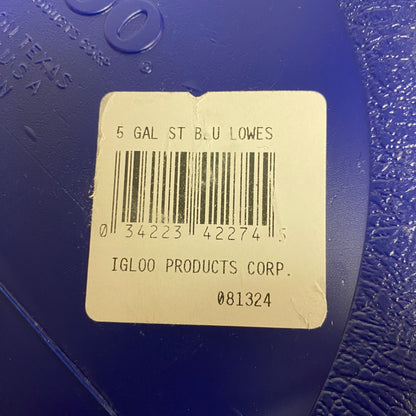 5 GAL ST BLU LOWES
0 34223 42274 5
IGLOO PRODUCTS CORP.
081324
TEXAS
U.S.A